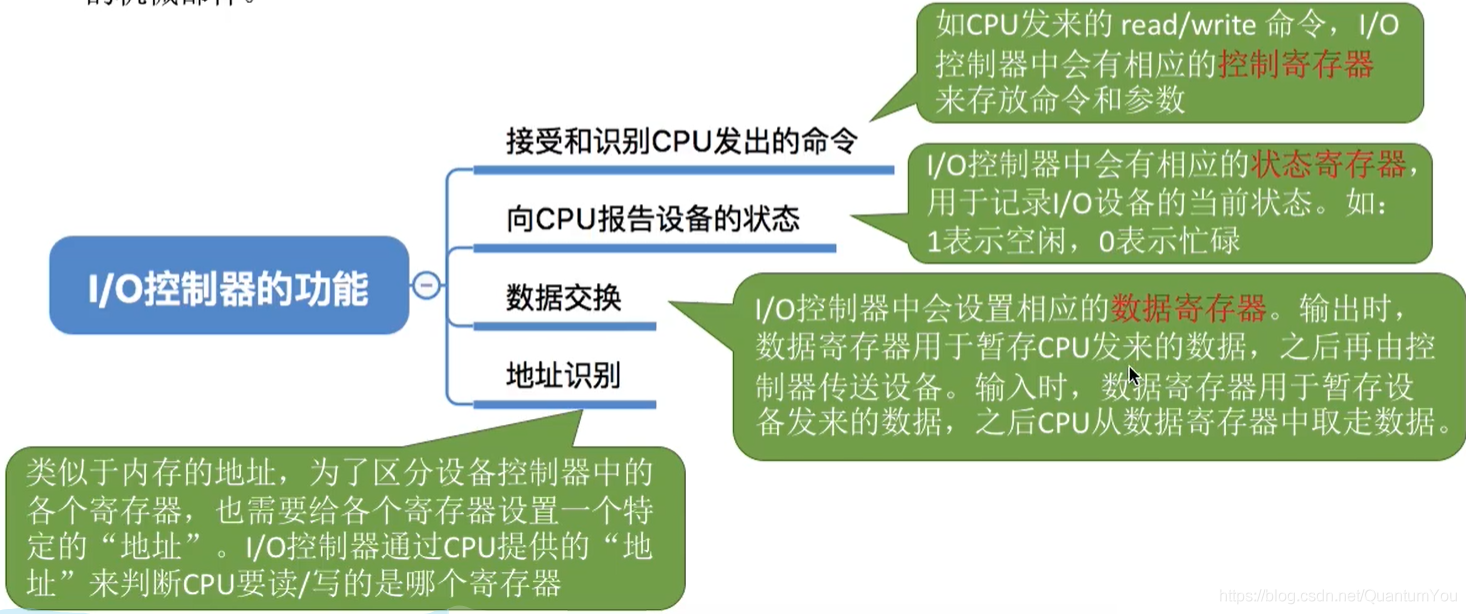 的机械部件。
如CPU发来的 read/write 命令，I/O
控制器中会有相应的控制寄存器
来存放命令和参数
接受和识别CPU发出的命令
I/O控制器中会有相应的状态寄存器，
用于记录I/O设备的当前状态。如：
1表示空闲，0表示忙碌
向CPU报告设备的状态
I/O控制器的功能
数据交换
I/O控制器中会设置相应的数据寄存器。输出时，
数据寄存器用于暂存CPU发来的数据，之后再由控
制器传送设备。输入时，数据寄存器用于暂存设
备发来的数据，之后CPU从数据寄存器中取走数据。
地址识别
类似于内存的地址，为了区分设备控制器中的
各个寄存器，也需要给各个寄存器设置一个特
定的“地址”。I/O控制器通过CPU提供的“地
址”来判断CPU要读/写的是哪个寄存器
https://blog.csdn.net/QuantumYou